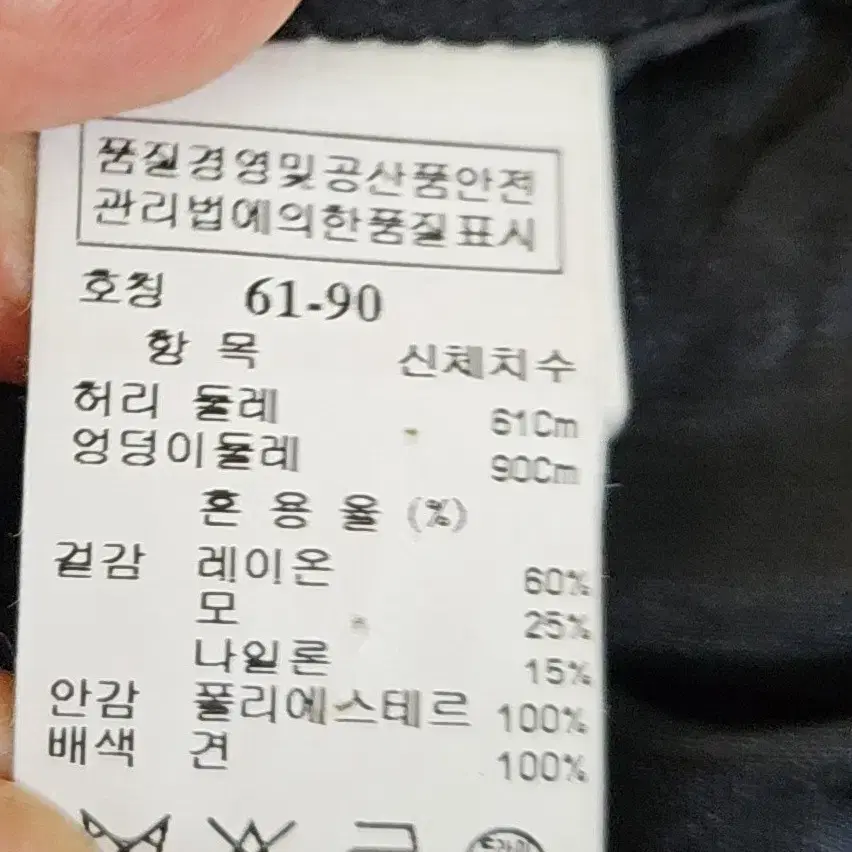 품질경영및공산품안전
관리법에의한품질표시
호칭 61-90
항 목 신체치수
허리 둘레 61Cm
엉덩이둘레 90Cm
혼 용 율 (%)
겉감 레이온 60%
모 25%
나일론 15%
안감 폴리에스테르 100%
배색 견 100%